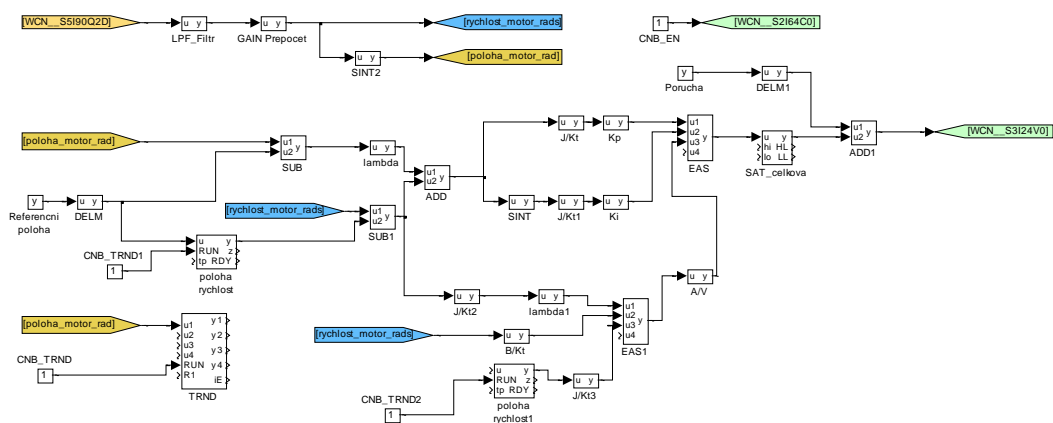 [WCN__S5I90Q2D]
u y
LPF_Filtr
u y
GAIN Prepocet
[rychlost_motor_rads]
u y
SINT2
[poloha_motor_rad]
1
CNB_EN
[WCN__S2I64C0]
y
Porucha
u y
DELM1
[poloha_motor_rad]
u1
u2 y
SUB
u y
lambda
u1
u2 y
ADD
u y
J/Kt
u y
Kp
u1
u2
u3 y
u4
EAS
u y
hi HL
lo LL
SAT_celkova
u1
u2 y
ADD1
[WCN__S3I24V0]
y
Referencni
poloha
u y
DELM
[rychlost_motor_rads]
u1
u2 y
SUB1
u y
SINT
u y
J/Kt1
u y
Ki
CNB_TRND1
1
u y
RUN z
tp RDY
poloha
rychlost
u y
A/V
u y
J/Kt2
u y
lambda1
u1
u2
u3 y
u4
EAS1
[poloha_motor_rad]
u1 y1
u2 y2
u3 y3
u4
RUN y4
R1 iE
TRND
CNB_TRND
1
[rychlost_motor_rads]
u y
B/Kt
CNB_TRND2
1
u y
RUN z
tp RDY
poloha
rychlost1
u y
J/Kt3